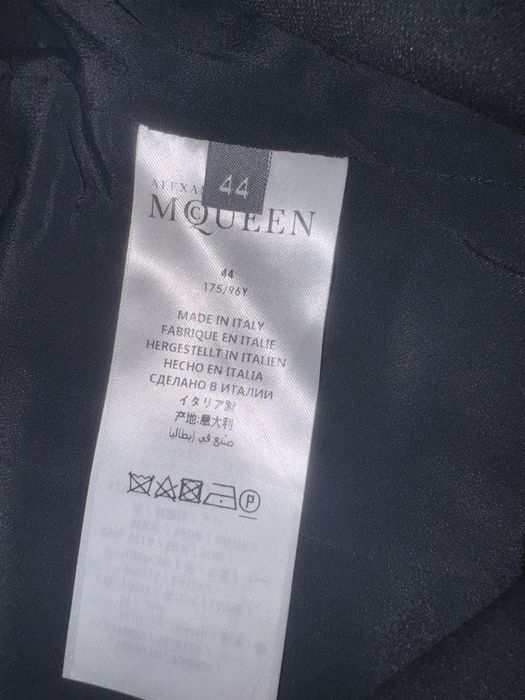 44
ALEXA
MCQUEEN
44
175/96Y
MADE IN ITALY
FABRIQUE EN ITALIE
HERGESTELLT IN ITALIEN
HECHO EN ITALIA
СДЕЛАНО В ИТАЛИИ
イタリア製
产地:意大利
صنع في إيطاليا
P